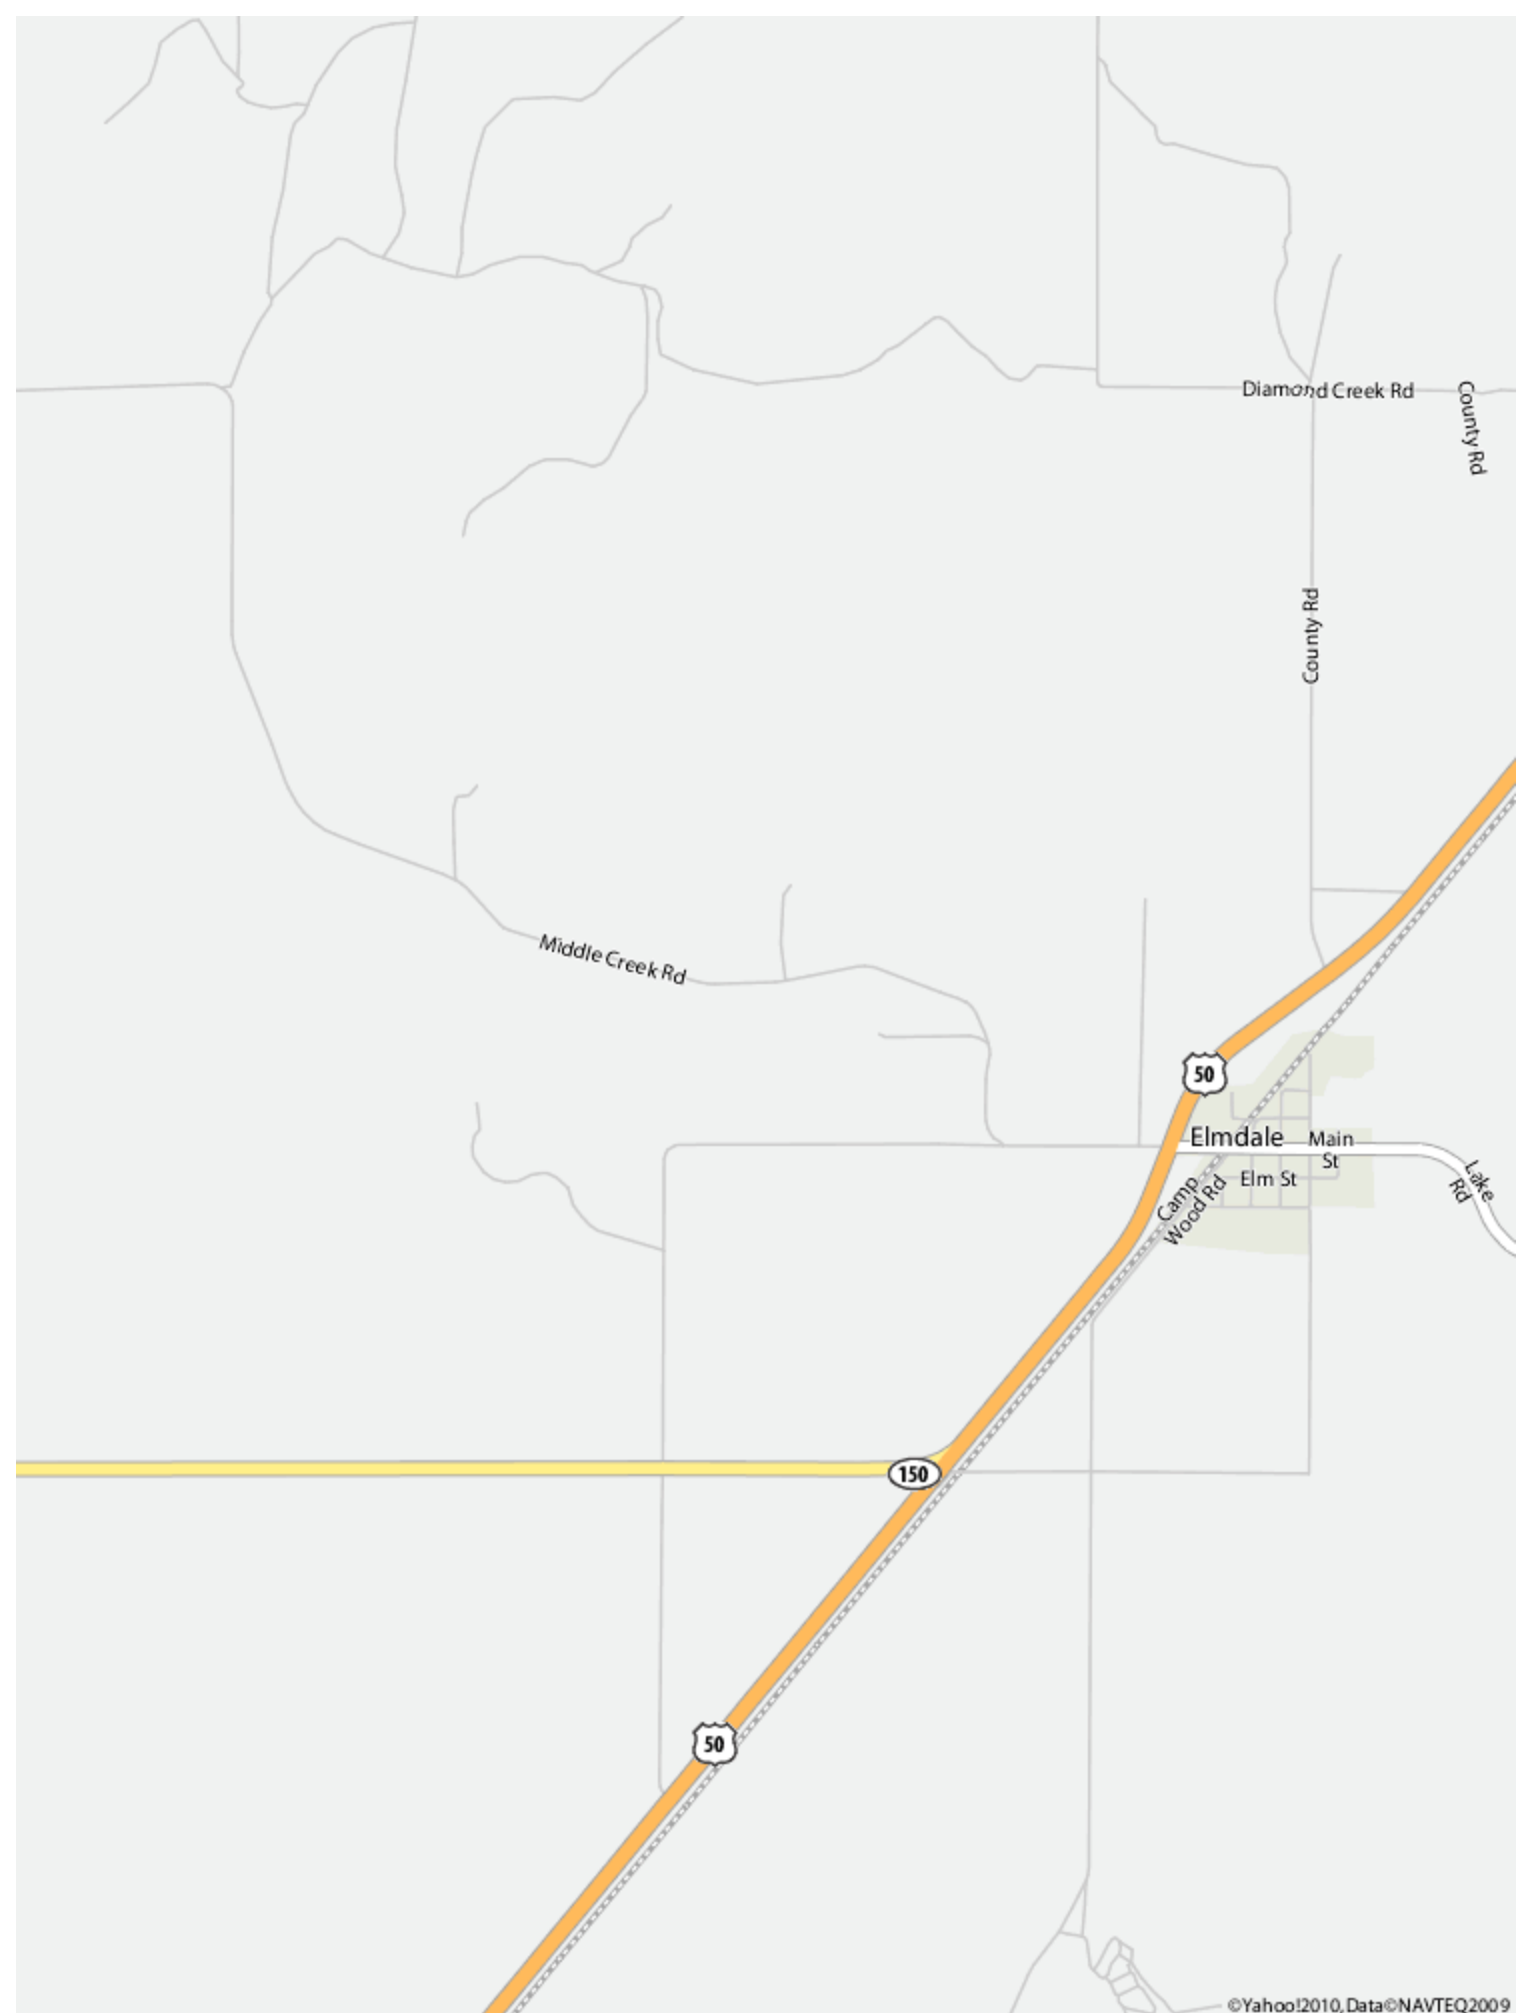 Diamond Creek Rd
County Rd
County Rd
Middle Creek Rd
50
Elmdale
Main
St
Elm St
Lake
Rd
Camp
Wood Rd
150
50
©Yahoo!2010,Data©NAVTEQ2009